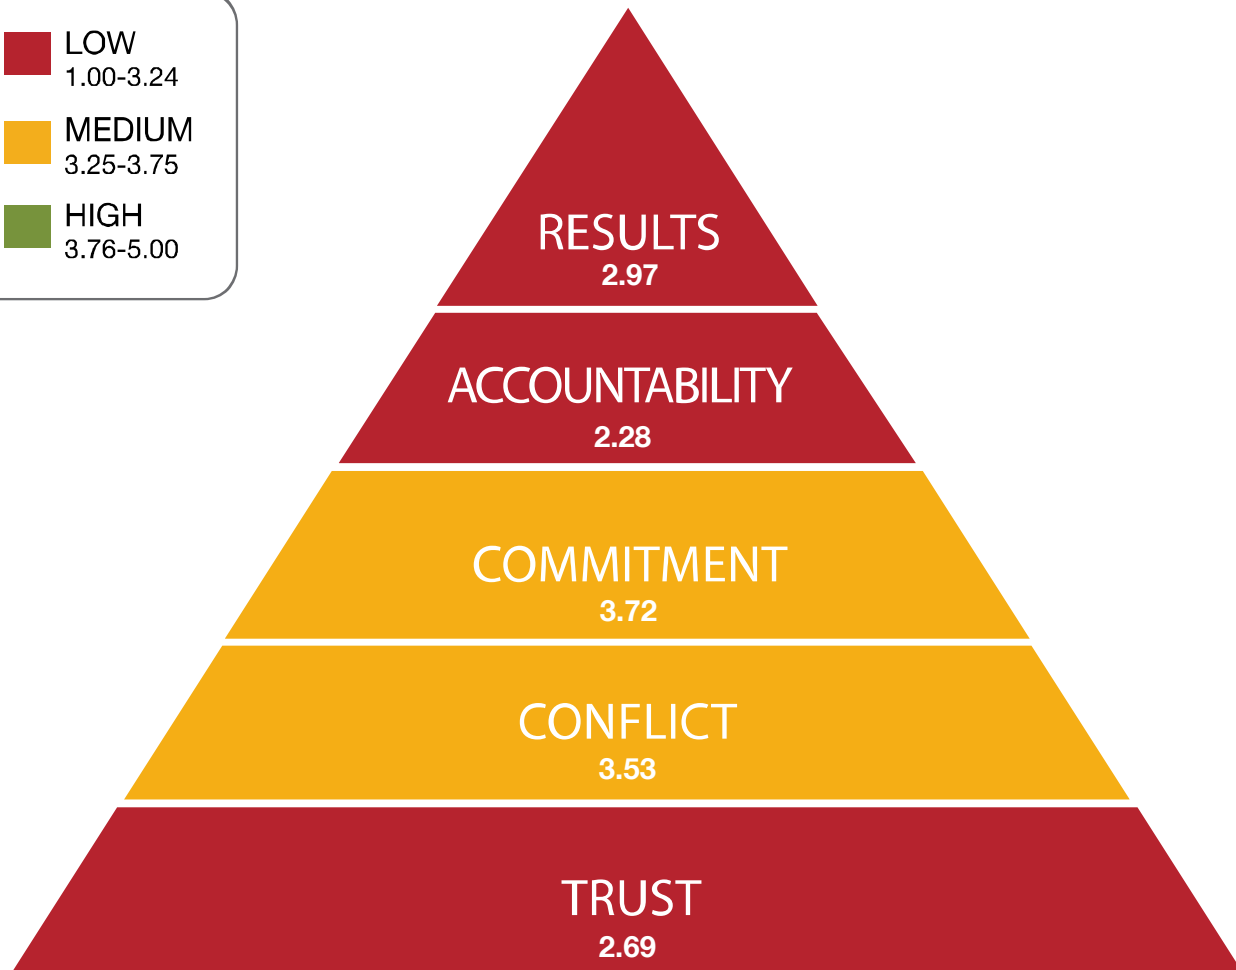 LOW
1.00-3.24
MEDIUM
3.25-3.75
HIGH
3.76-5.00
RESULTS
2.97
ACCOUNTABILITY
2.28
COMMITMENT
3.72
CONFLICT
3.53
TRUST
2.69